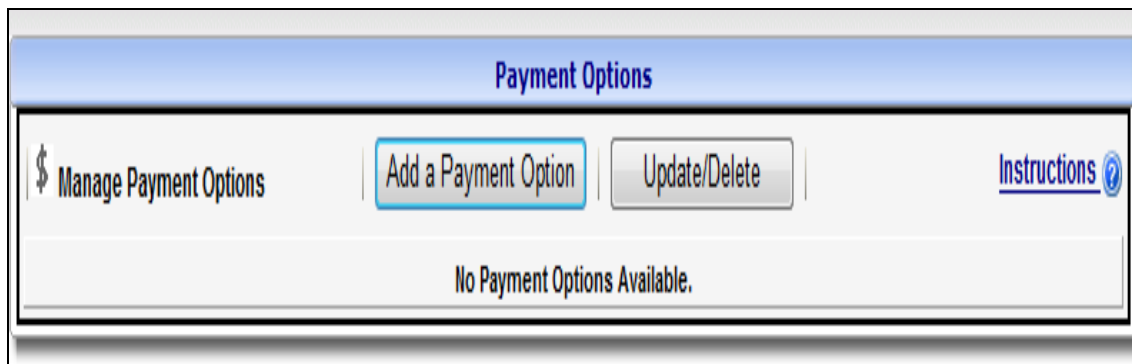 Payment Options
$ Manage Payment Options Add a Payment Option Update/Delete Instructions ?
No Payment Options Available.